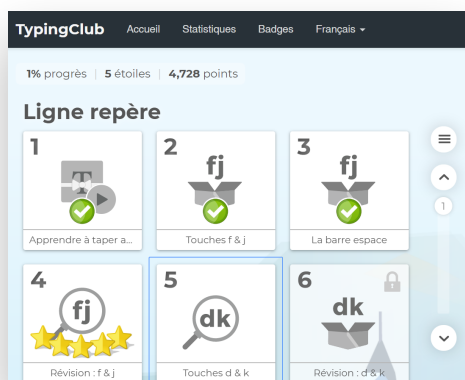 TypingClub Accueil Statistiques Badges Français
1% progrès | 5 étoiles | 4,728 points
Ligne repère
1 2 fj 3 fj
Apprendre à taper a... Touches f & j La barre espace
1
4 fj 5 dk 6 dk
Révision : f & j Touches d & k Révision : d & k